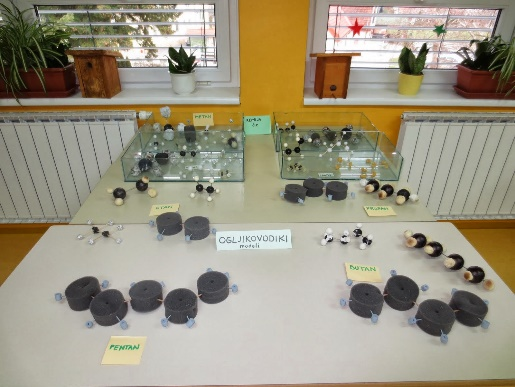 METAN
ETAN
PROPAN
OGLJIKOVODIKI
modeli
BUTAN
PENTAN